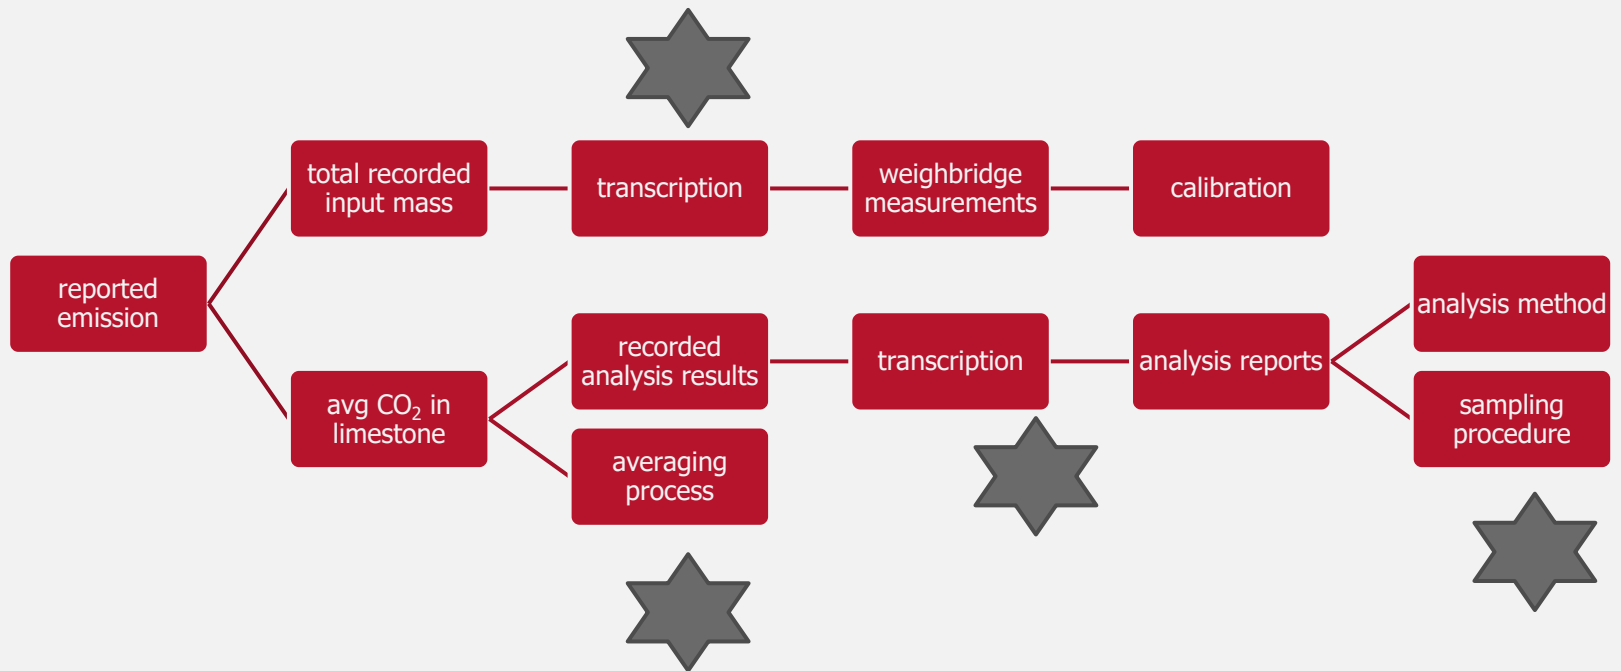 total recorded
input mass
transcription
weighbridge
measurements
calibration
reported
emission
avg CO₂ in
limestone
recorded
analysis results
averaging
process
transcription
analysis reports
analysis method
sampling
procedure